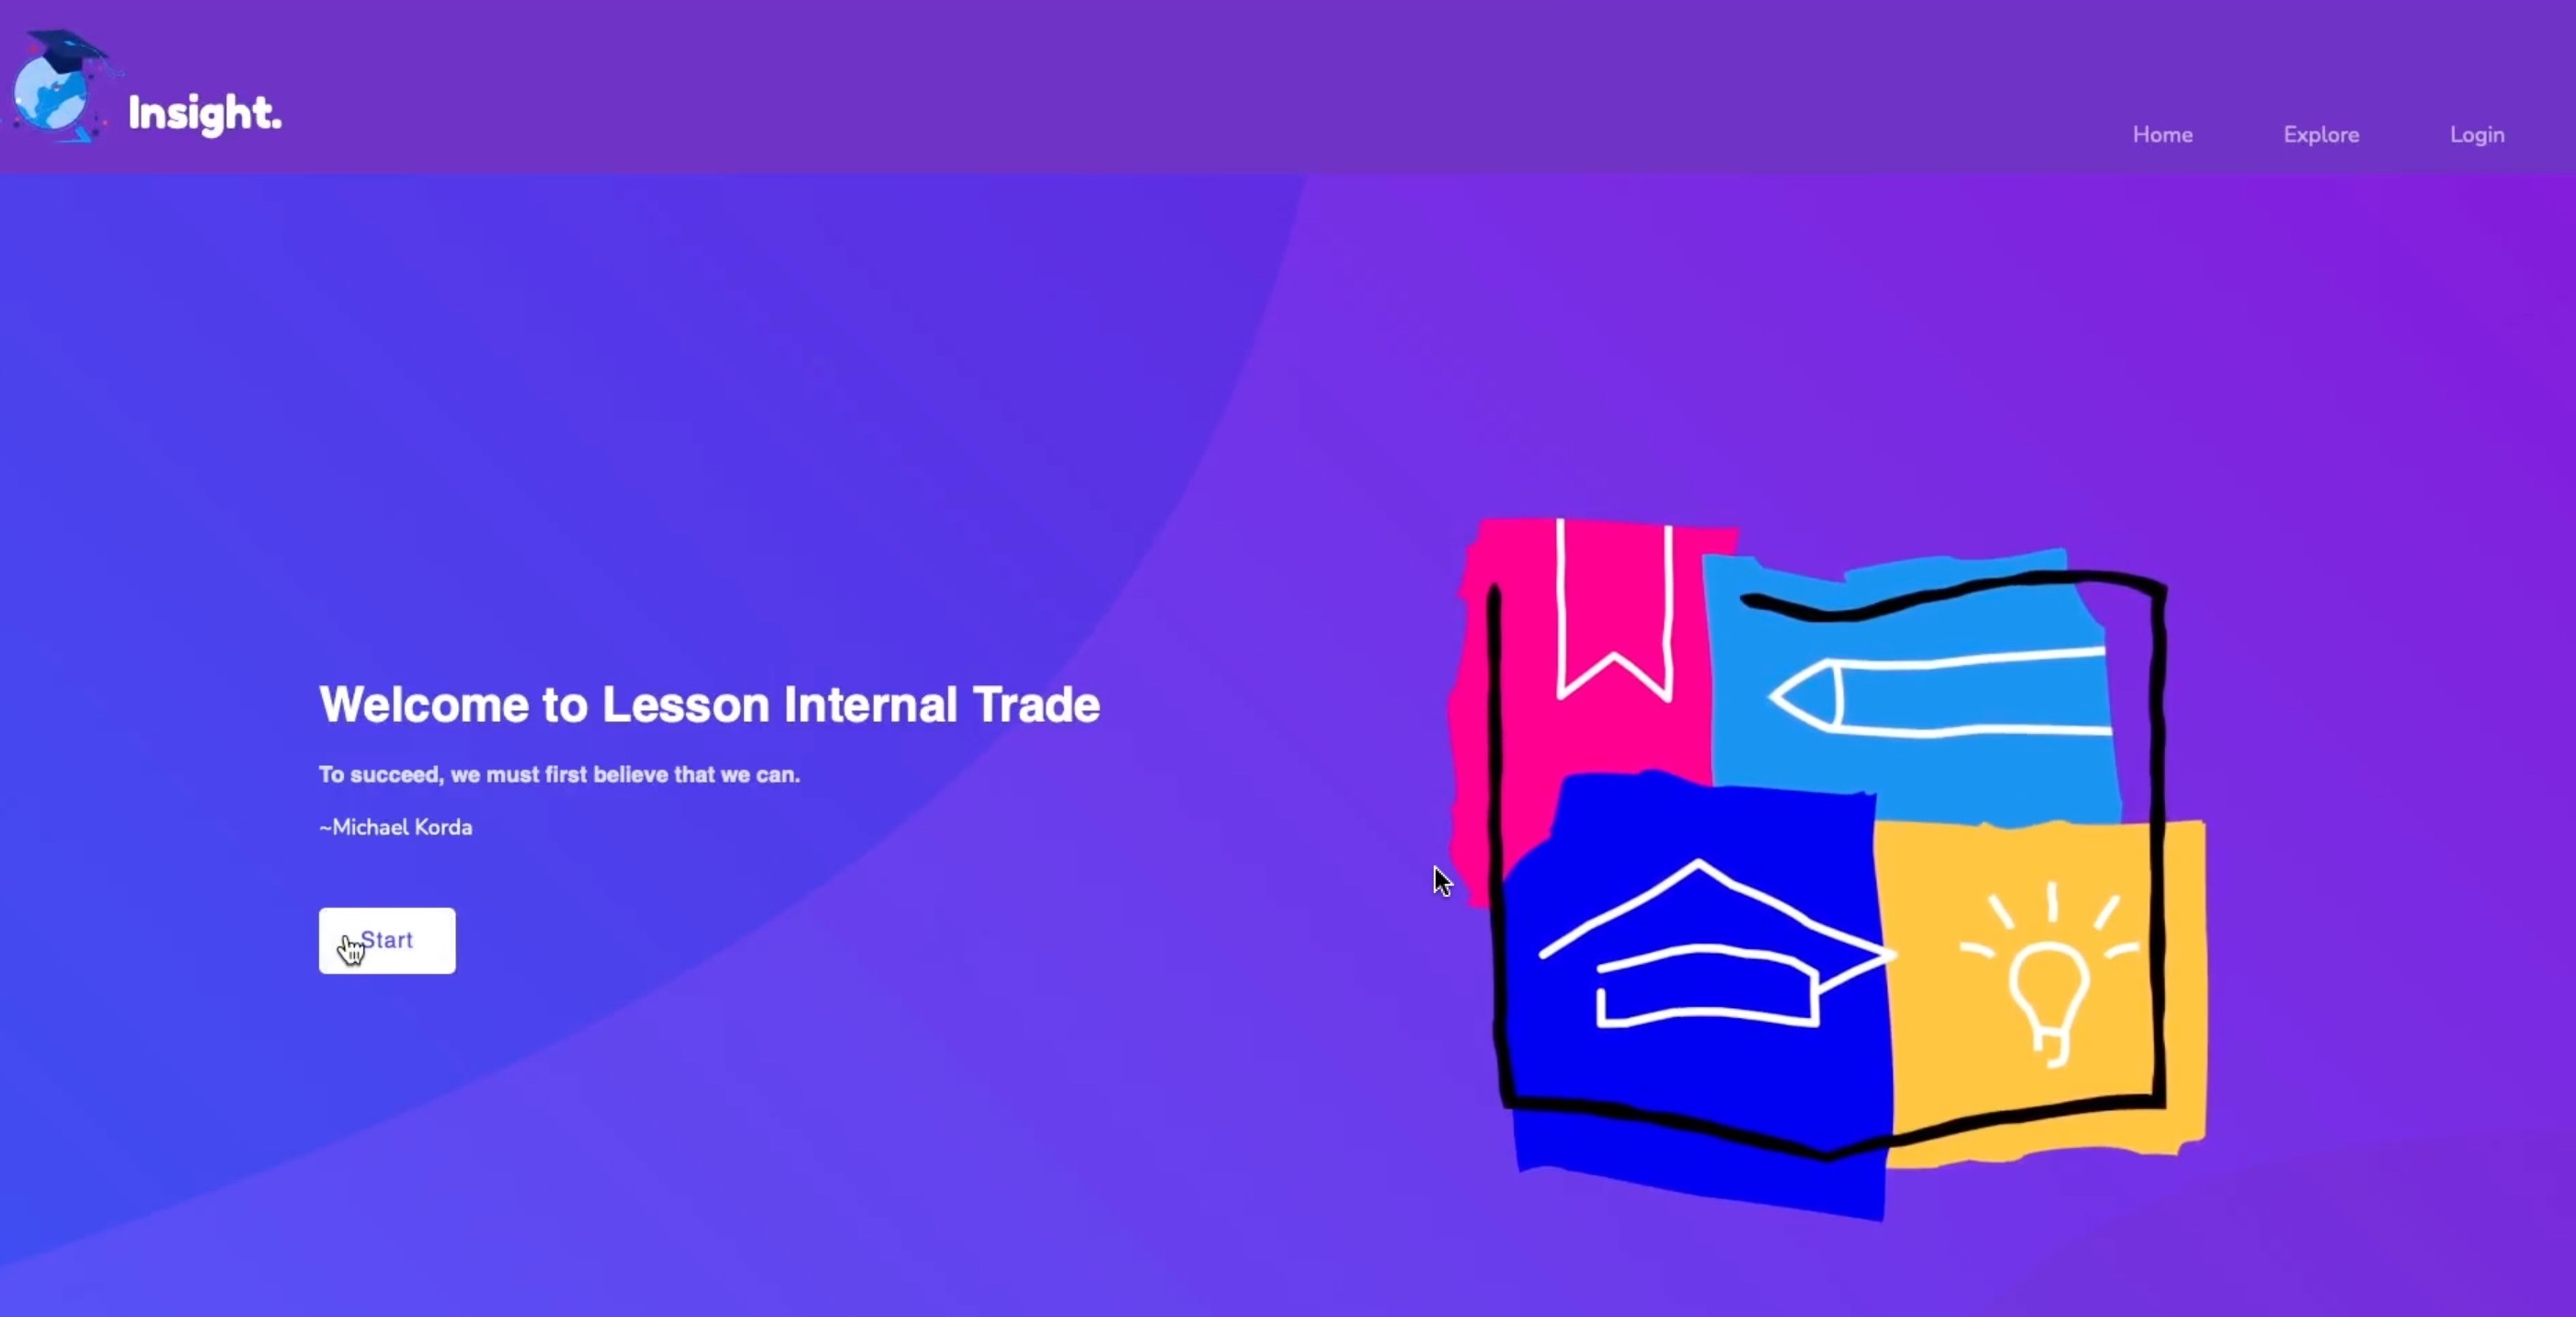 Insight.
Home
Explore
Login
Welcome to Lesson Internal Trade
To succeed, we must first believe that we can.
~Michael Korda
Start